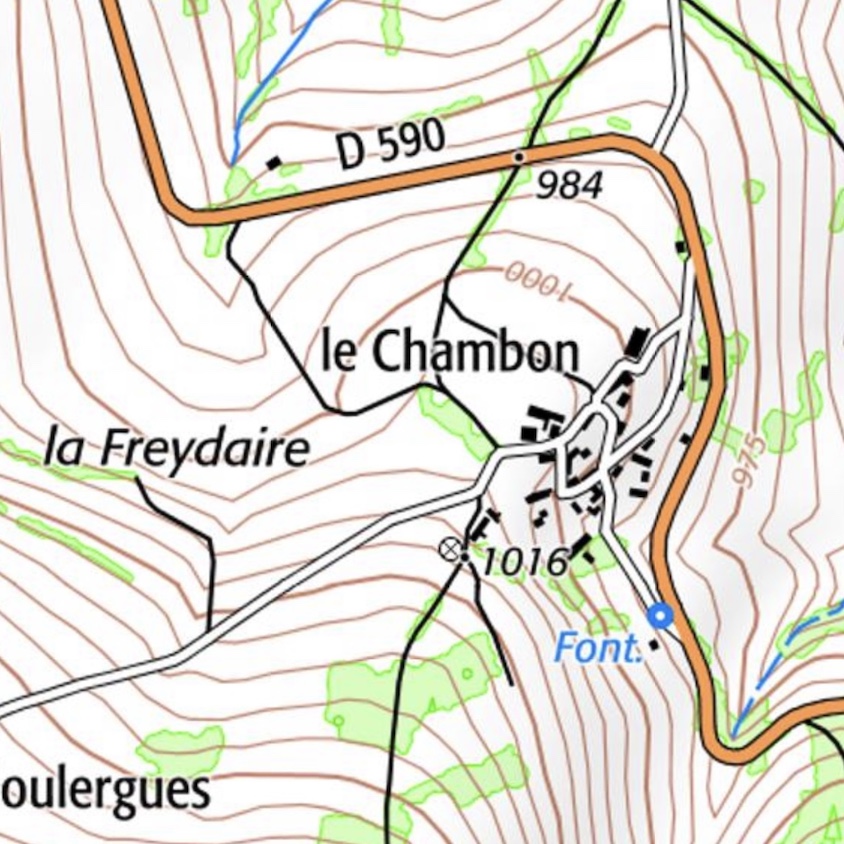 D 590
984
1000
le Chambon
la Freydaire
975
1016
Font.
oulergues